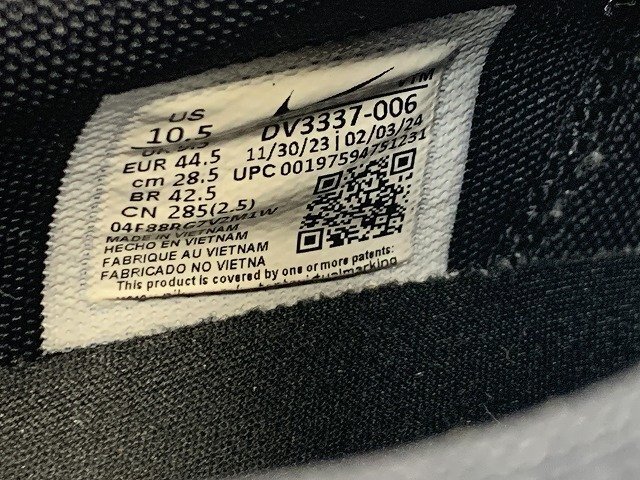 TM
US
10.5
DV3337-006
EUR 44.5
11/30/23 | 02/03/24
cm 28.5
UPC 00197594751231
BR 42.5
CN 285(2.5)
MADE IN VIETNAM
HECHO EN VIETNAM
FABRIQUE AU VIETNAM
FABRICADO NO VIETNA
This product is covered by one or more patents: